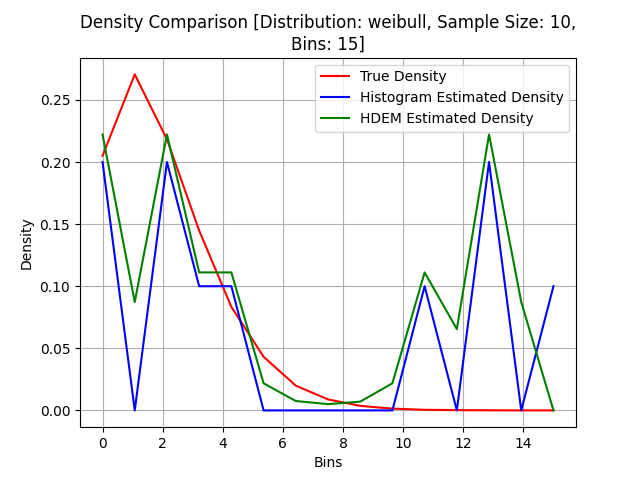 Density Comparison [Distribution: weibull, Sample Size: 10,
Bins: 15]
True Density
Histogram Estimated Density
HDEM Estimated Density
Density
0.25
0.20
0.15
0.10
0.05
0.00
0 2 4 6 8 10 12 14
Bins